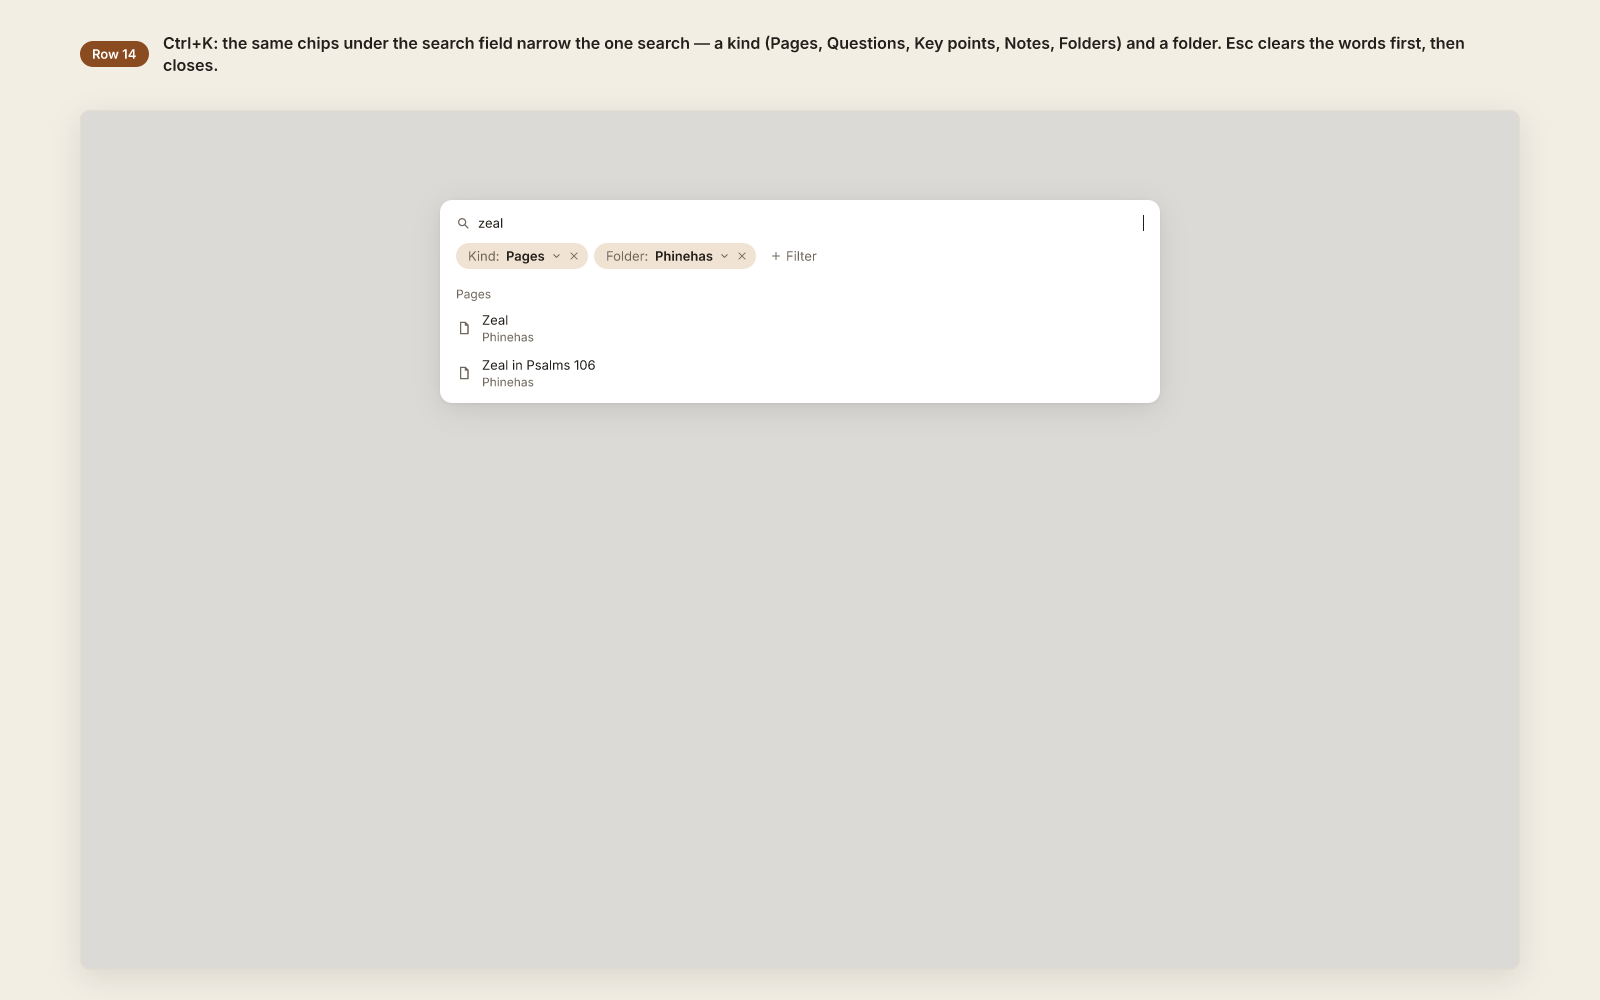 Row 14
Ctrl+K: the same chips under the search field narrow the one search — a kind (Pages, Questions, Key points, Notes, Folders) and a folder. Esc clears the words first, then
closes.
zeal
Kind: Pages Folder: Phinehas + Filter
Pages
Zeal
Phinehas
Zeal in Psalms 106
Phinehas